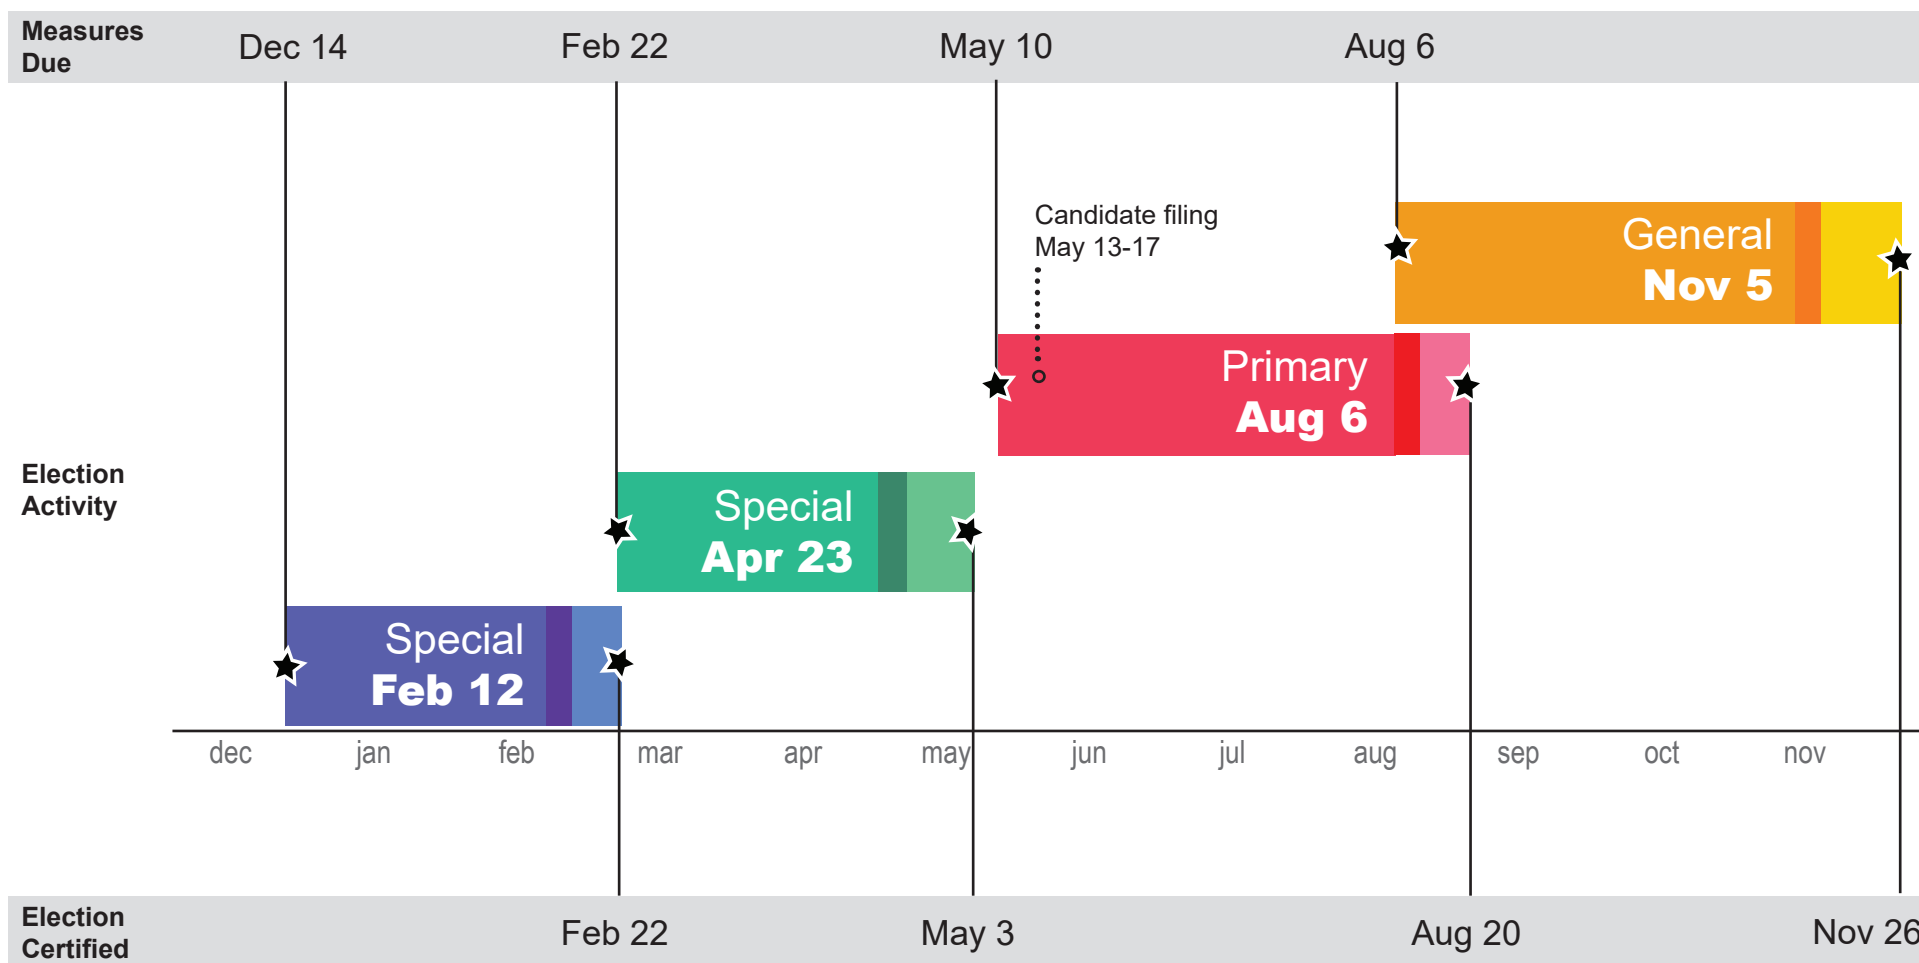 Measures
Due
Dec 14
Feb 22
May 10
Aug 6
Candidate filing
May 13-17
General
Nov 5
Primary
Aug 6
Election
Activity
Special
Apr 23
Special
Feb 12
dec jan feb mar apr may jun jul aug sep oct nov
Election
Certified
Feb 22
May 3
Aug 20
Nov 26